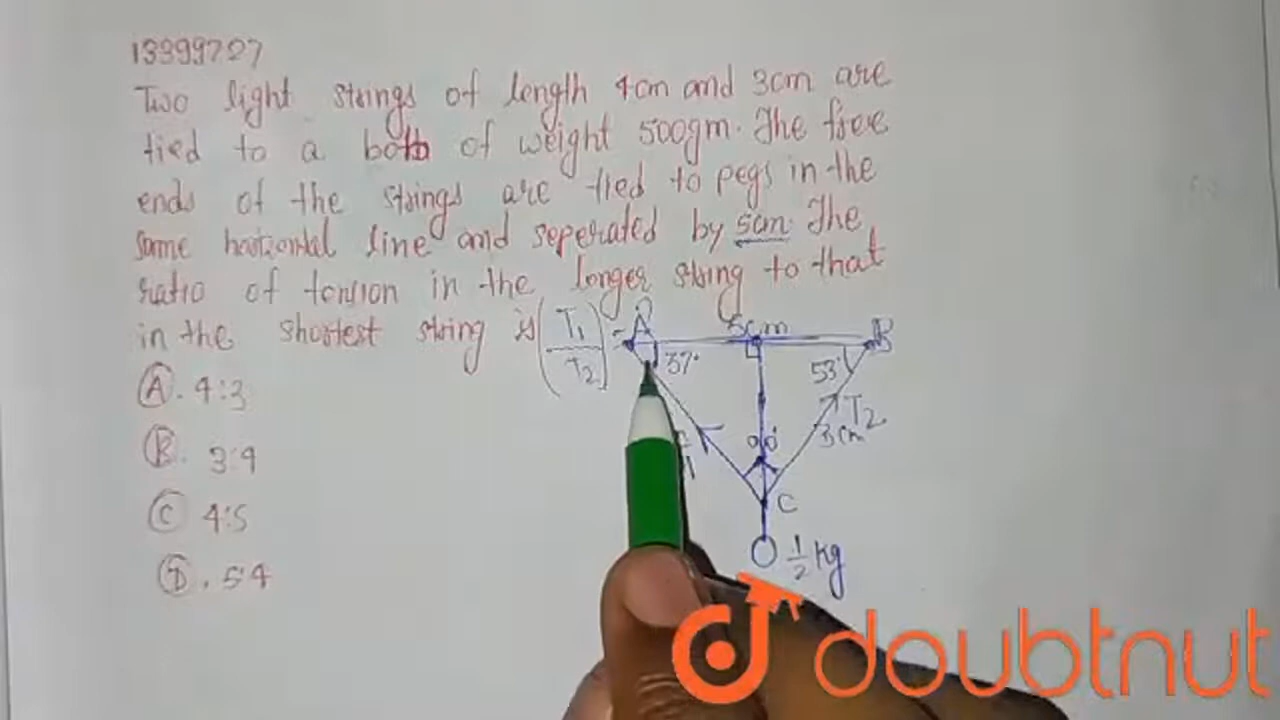 13399727
Two light strings of length 4cm and 3cm are
tied to a bob of weight 500gm. The free
ends of the strings are tied to pegs in the
same horizontal line and seperated by 5cm. The
ratio of tension in the longer string to that
in the shortest string is (T1/T2) =
(A). 4:3
(B). 3:4
(C) 4:5
(D). 5:4
A 5cm B
37° 53°
T2
3cm
90°
C
1/2 kg
doubtnut